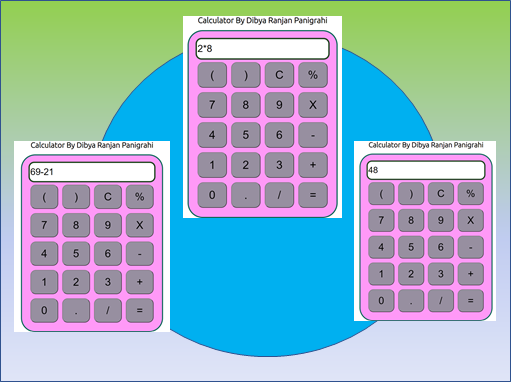 Calculator By Dibya Ranjan Panigrahi
2*8
( ) C %
7 8 9 X
4 5 6 -
1 2 3 +
0 . / =
Calculator By Dibya Ranjan Panigrahi
69-21
( ) C %
7 8 9 X
4 5 6 -
1 2 3 +
0 . / =
Calculator By Dibya Ranjan Panigrahi
48
( ) C %
7 8 9 X
4 5 6 -
1 2 3 +
0 . / =